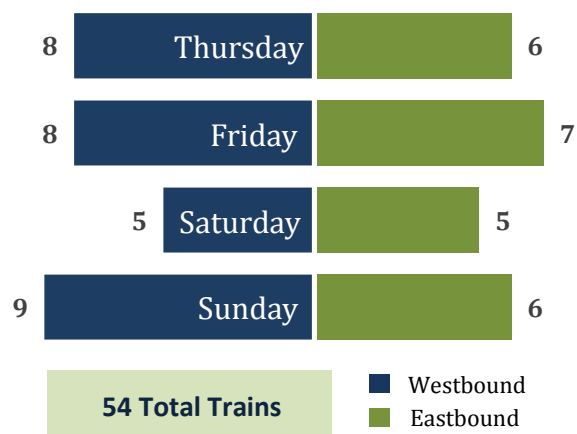 8 Thursday 6
8 Friday 7
5 Saturday 5
9 Sunday 6
54 Total Trains
Westbound
Eastbound